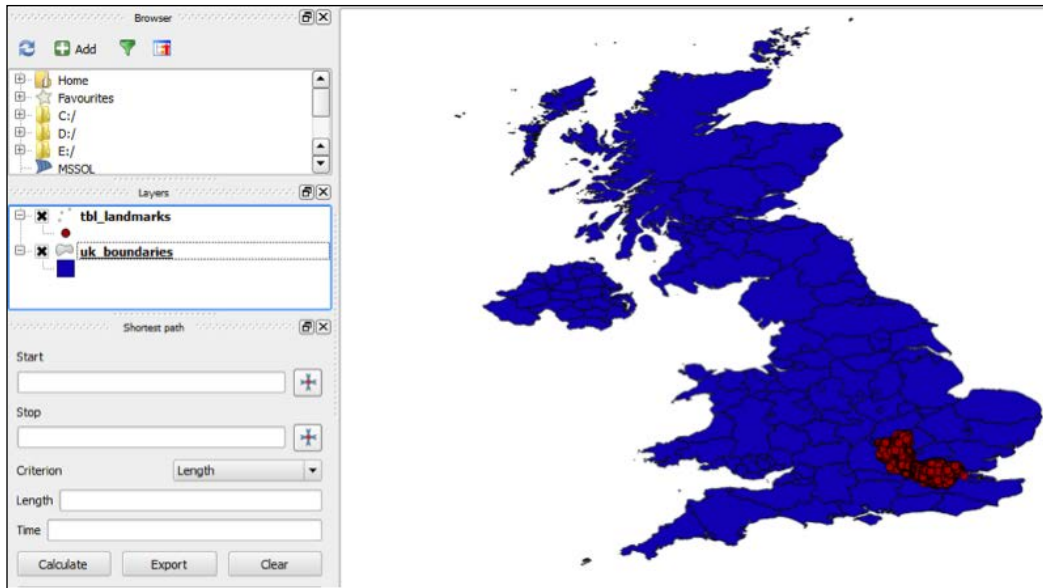 Browser
Add
Home
Favourites
C:/
D:/
E:/
MSSQL
Layers
tbl_landmarks
uk_boundaries
Shortest path
Start
Stop
Criterion
Length
Length
Time
Calculate
Export
Clear